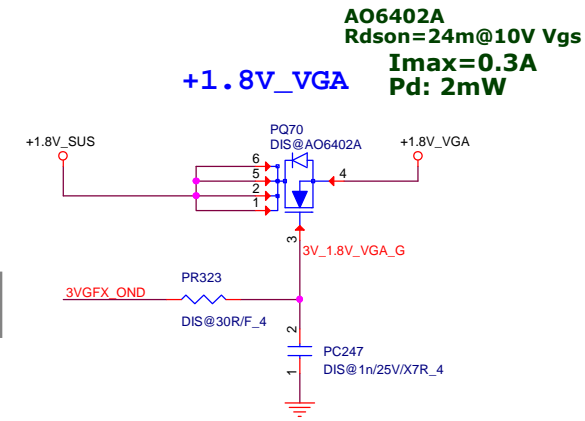 AO6402A
Rdson=24m@10V Vgs
Imax=0.3A
Pd: 2mW
+1.8V_VGA
PQ70
DIS@AO6402A
+1.8V_SUS
+1.8V_VGA
6
5
2
1
4
3
3V_1.8V_VGA_G
PR323
3VGFX_OND
DIS@30R/F_4
2
PC247
1
DIS@1n/25V/X7R_4